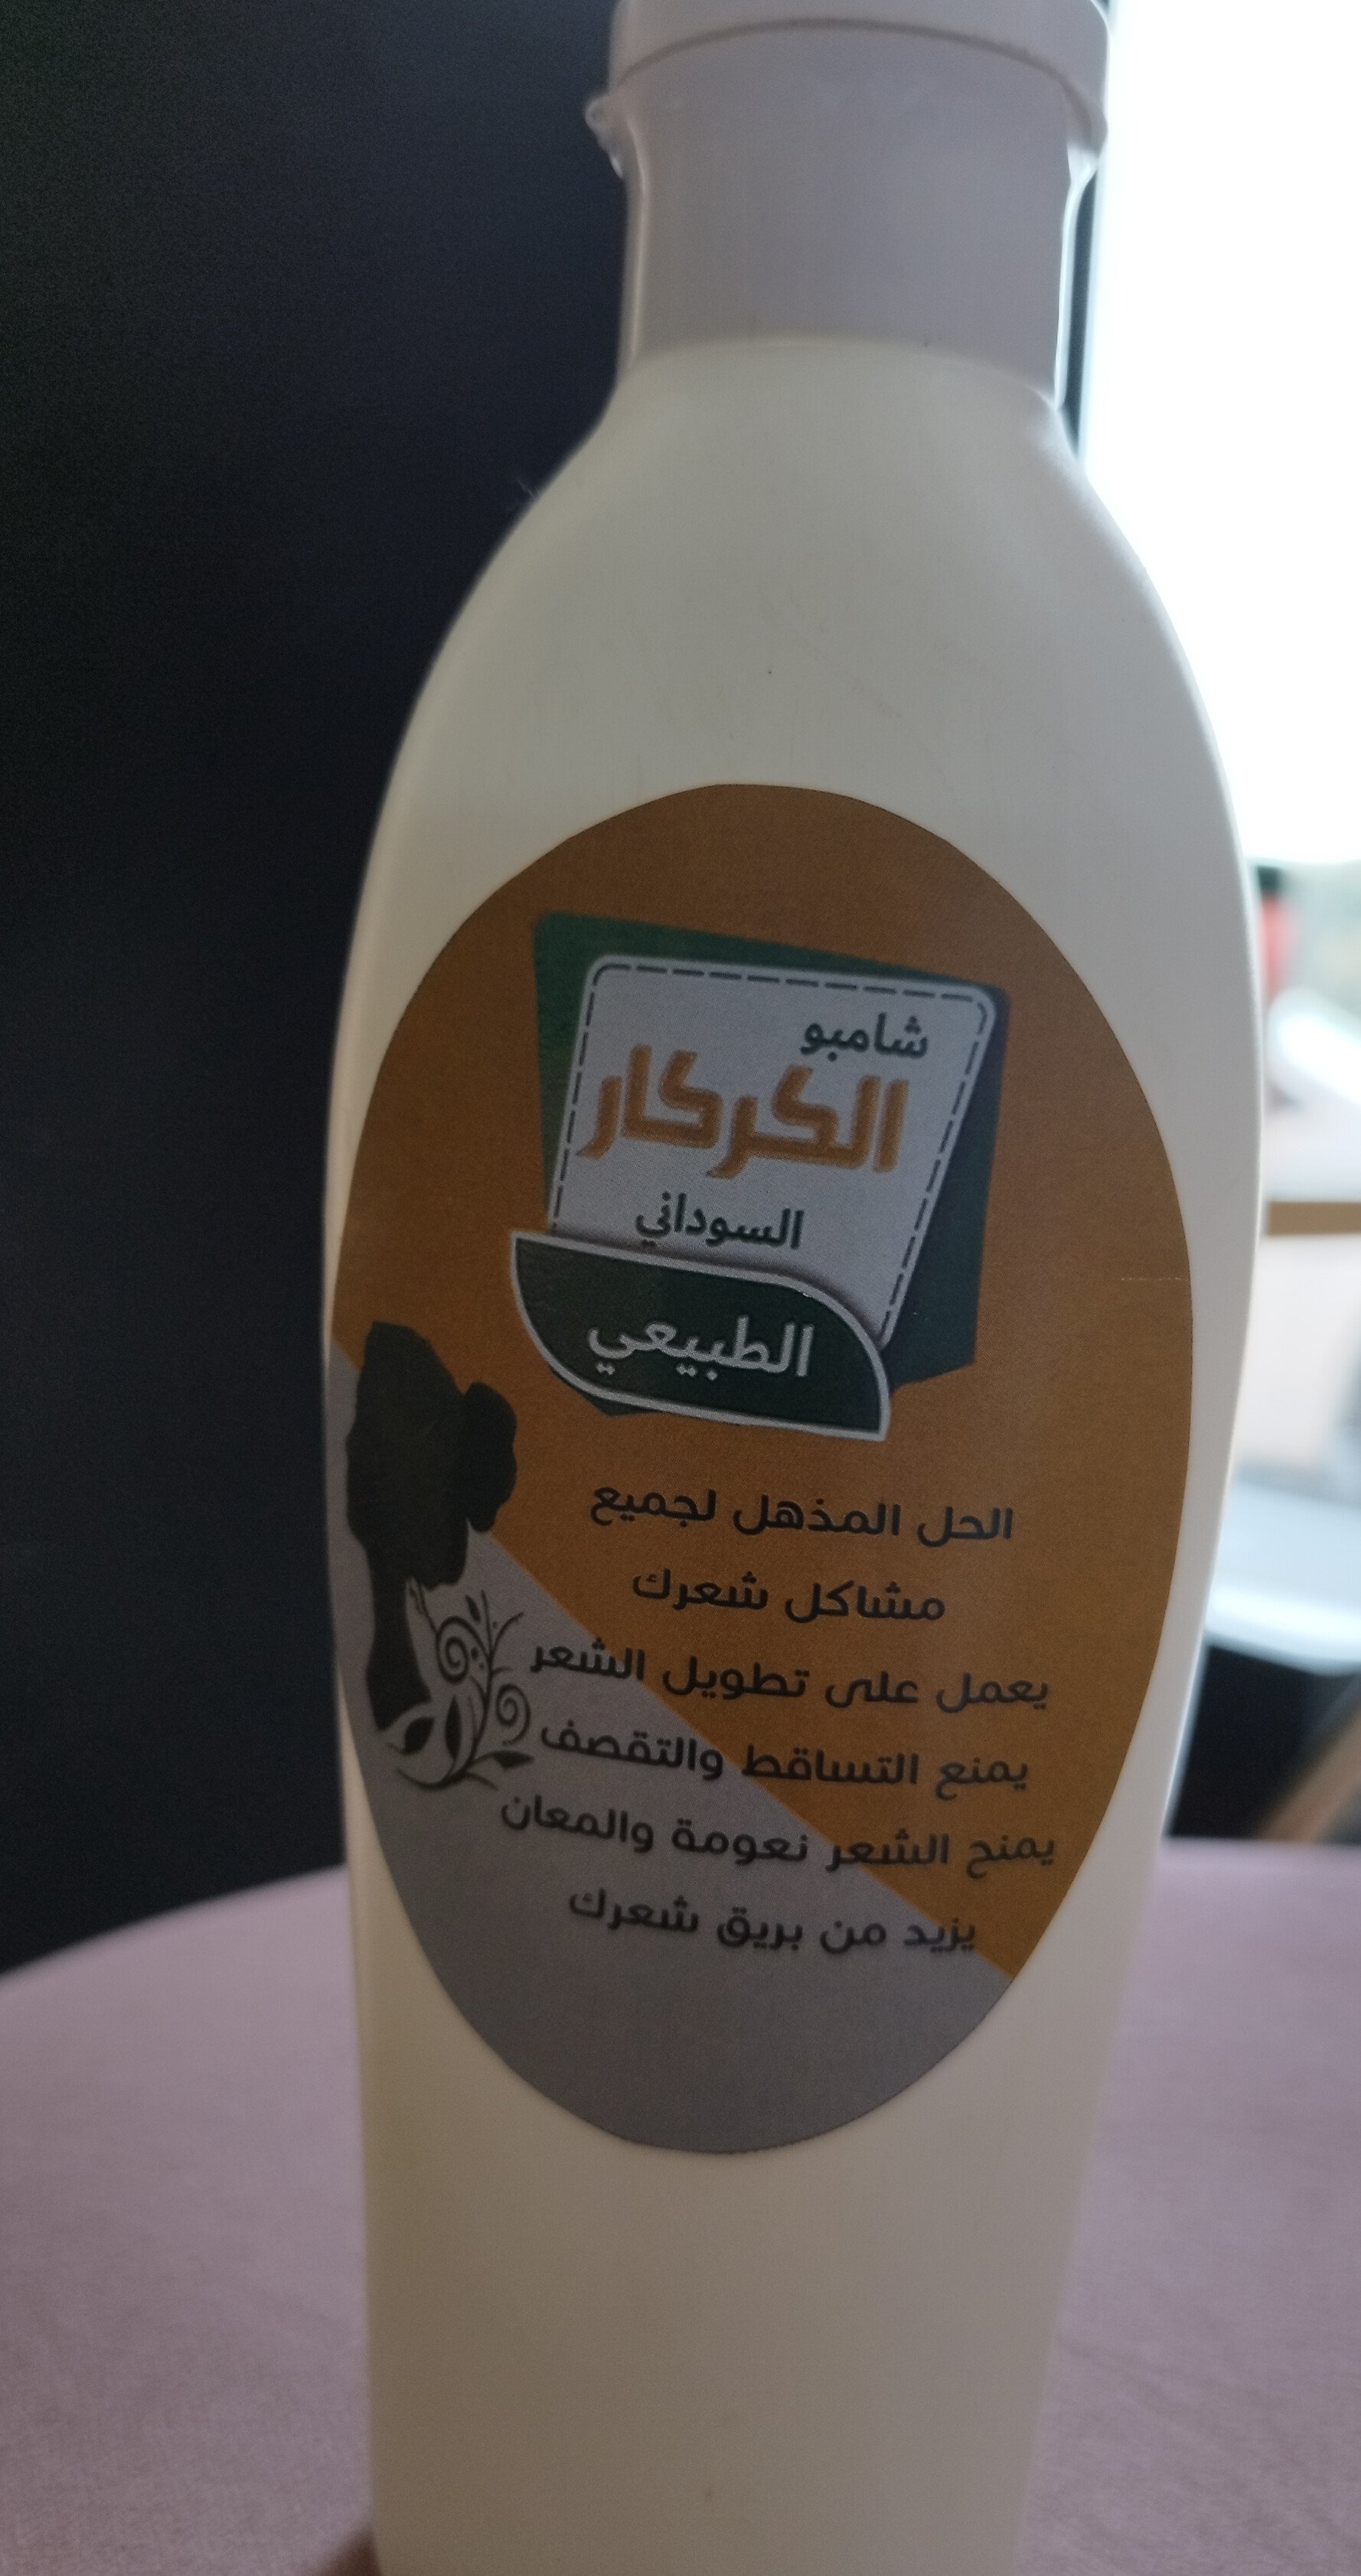 شامبو
الكركار
السوداني
الطبيعي
الحل المذهل لجميع
مشاكل شعرك
يعمل على تطويل الشعر
يمنع التساقط والتقصف
يمنح الشعر نعومة والمعان
يزيد من بريق شعرك